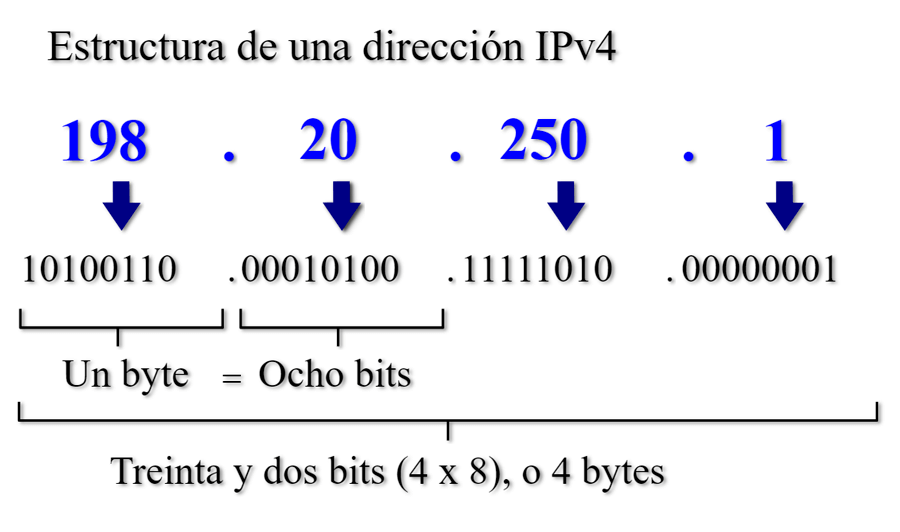 Estructura de una dirección IPv4
198 . 20 . 250 . 1
10100110 .00010100 .11111010 .00000001
Un byte = Ocho bits
Treinta y dos bits (4 x 8), o 4 bytes